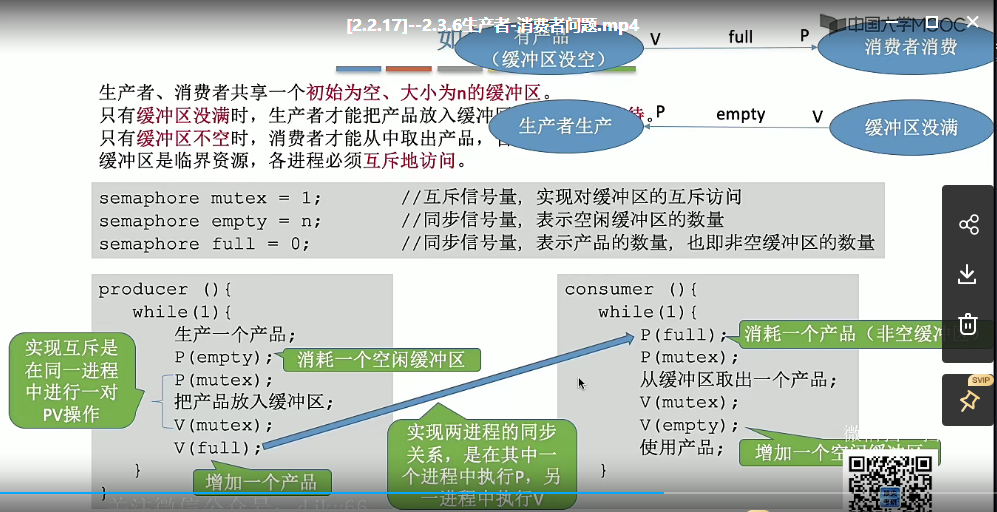 [2.2.17]--2.3.6生产者-消费者问题.mp4
中国大学MOOC
有产品
（缓冲区没空）
V
full
P
消费者消费
生产者、消费者共享一个初始为空、大小为n的缓冲区。
只有缓冲区没满时，生产者才能把产品放入缓冲区
待。
生产者生产
P
empty
V
缓冲区没满
只有缓冲区不空时，消费者才能从中取出产品，
缓冲区是临界资源，各进程必须互斥地访问。
semaphore mutex = 1; //互斥信号量，实现对缓冲区的互斥访问
semaphore empty = n; //同步信号量，表示空闲缓冲区的数量
semaphore full = 0; //同步信号量，表示产品的数量，也即非空缓冲区的数量
producer (){
while(1){
生产一个产品;
P(empty);
消耗一个空闲缓冲区
P(mutex);
把产品放入缓冲区;
V(mutex);
V(full);
增加一个产品
}
}
实现互斥是
在同一进程
中进行一对
PV操作
实现两进程的同步
关系，是在其中一
个进程中执行P，另
一进程中执行V
consumer (){
while(1){
P(full);
消耗一个产品（非空缓冲区）
P(mutex);
从缓冲区取出一个产品;
V(mutex);
V(empty);
增加一个空闲缓冲区
使用产品;
}
SVIP